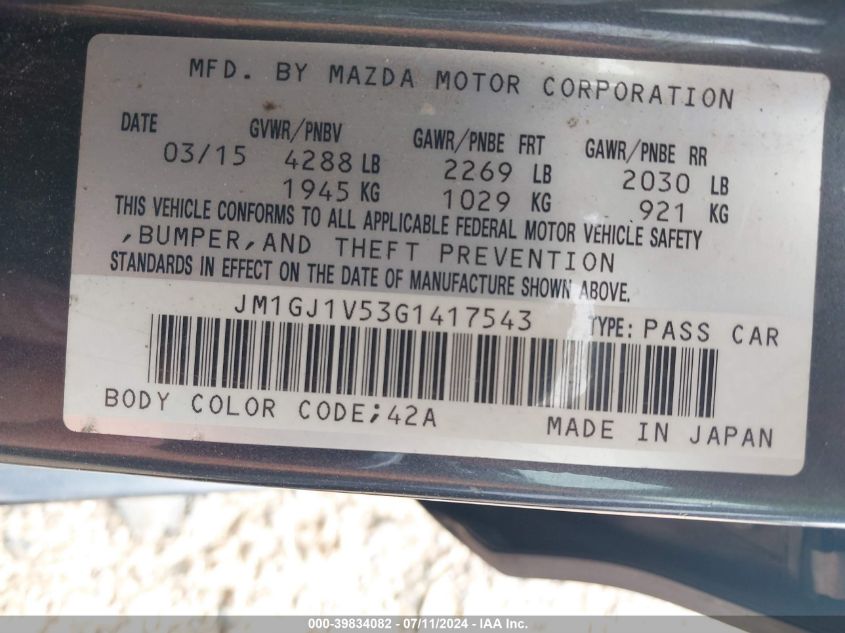 MFD. BY MAZDA MOTOR CORPORATION
DATE GVWR/PNBV GAWR/PNBE FRT GAWR/PNBE RR
03/15 4288 LB 2269 LB 2030 LB
1945 KG 1029 KG 921 KG
THIS VEHICLE CONFORMS TO ALL APPLICABLE FEDERAL MOTOR VEHICLE SAFETY
,BUMPER,AND THEFT PREVENTION
STANDARDS IN EFFECT ON THE DATE OF MANUFACTURE SHOWN ABOVE.
JM1GJ1V53G1417543 TYPE: PASS CAR
BODY COLOR CODE;42A MADE IN JAPAN
000-39834082 - 07/11/2024 - IAA Inc.